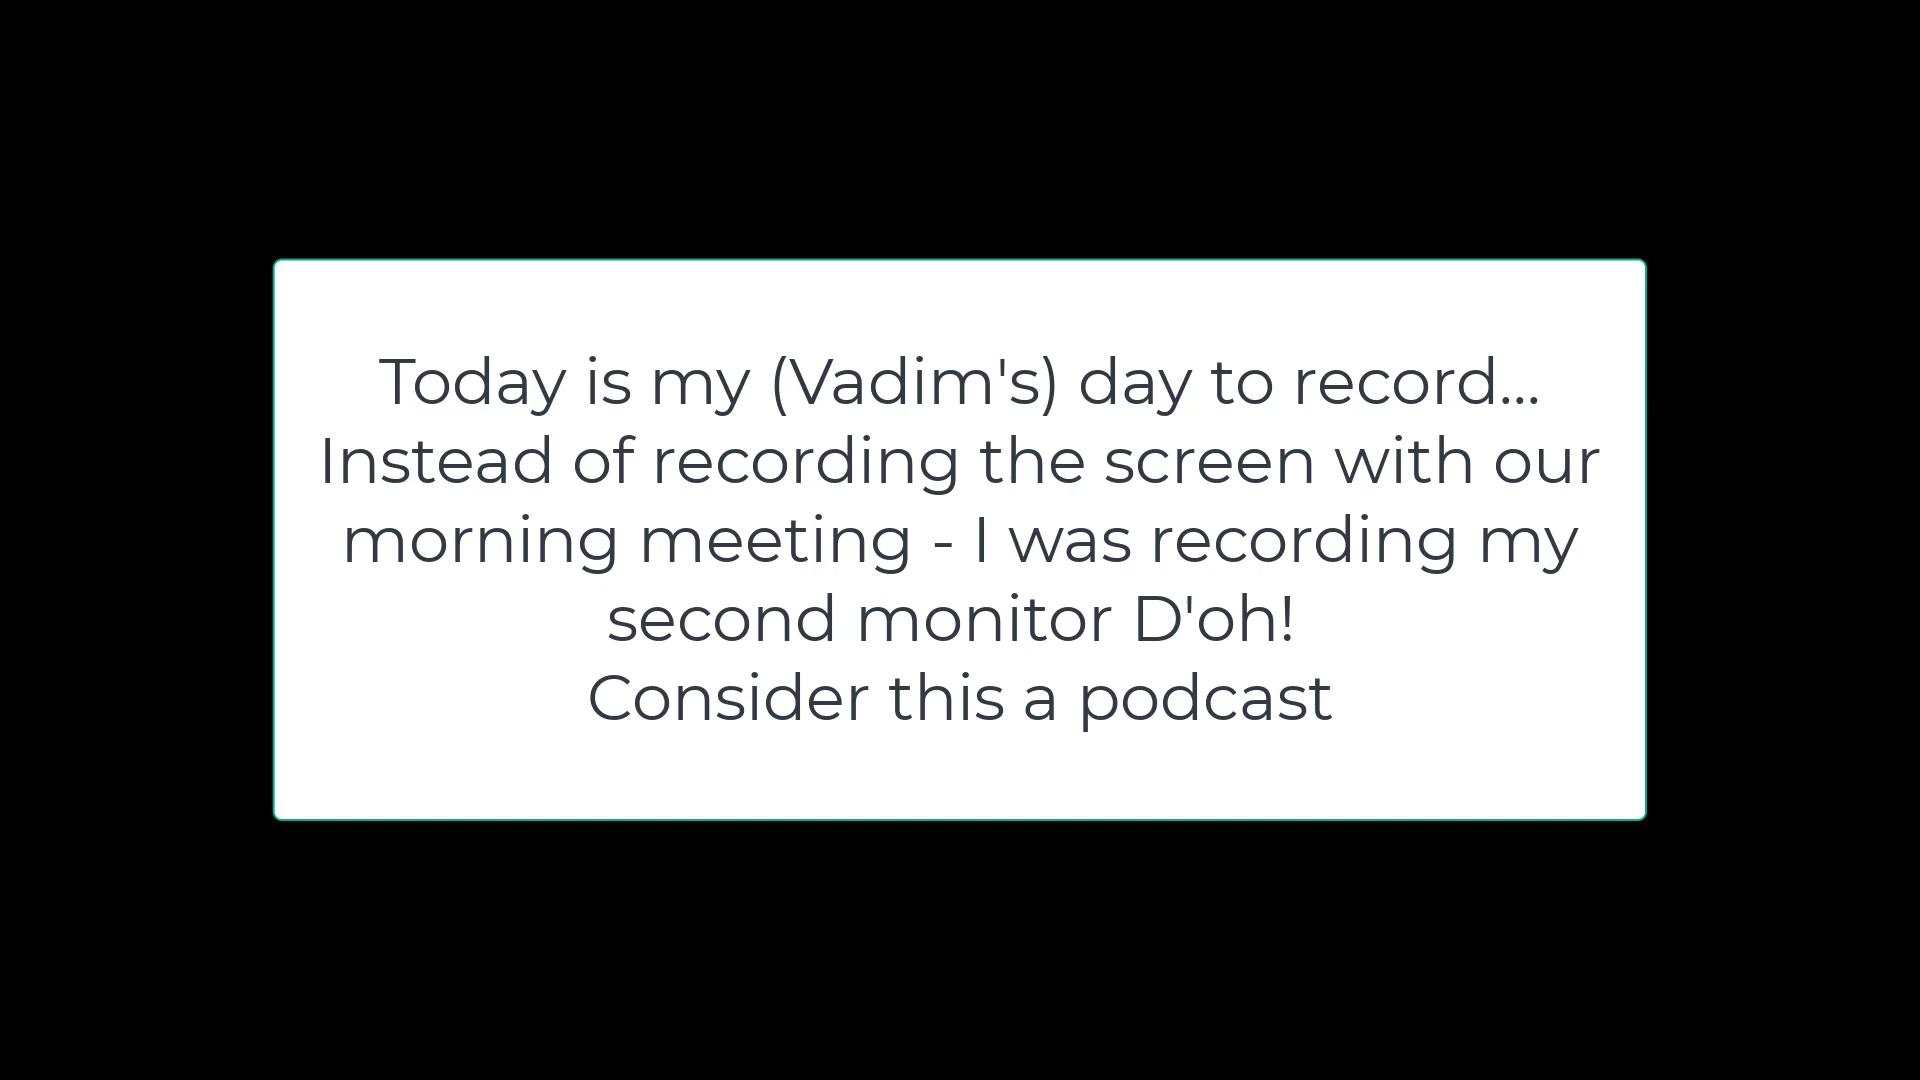 Today is my (Vadim's) day to record...
Instead of recording the screen with our
morning meeting - I was recording my
second monitor D'oh!
Consider this a podcast